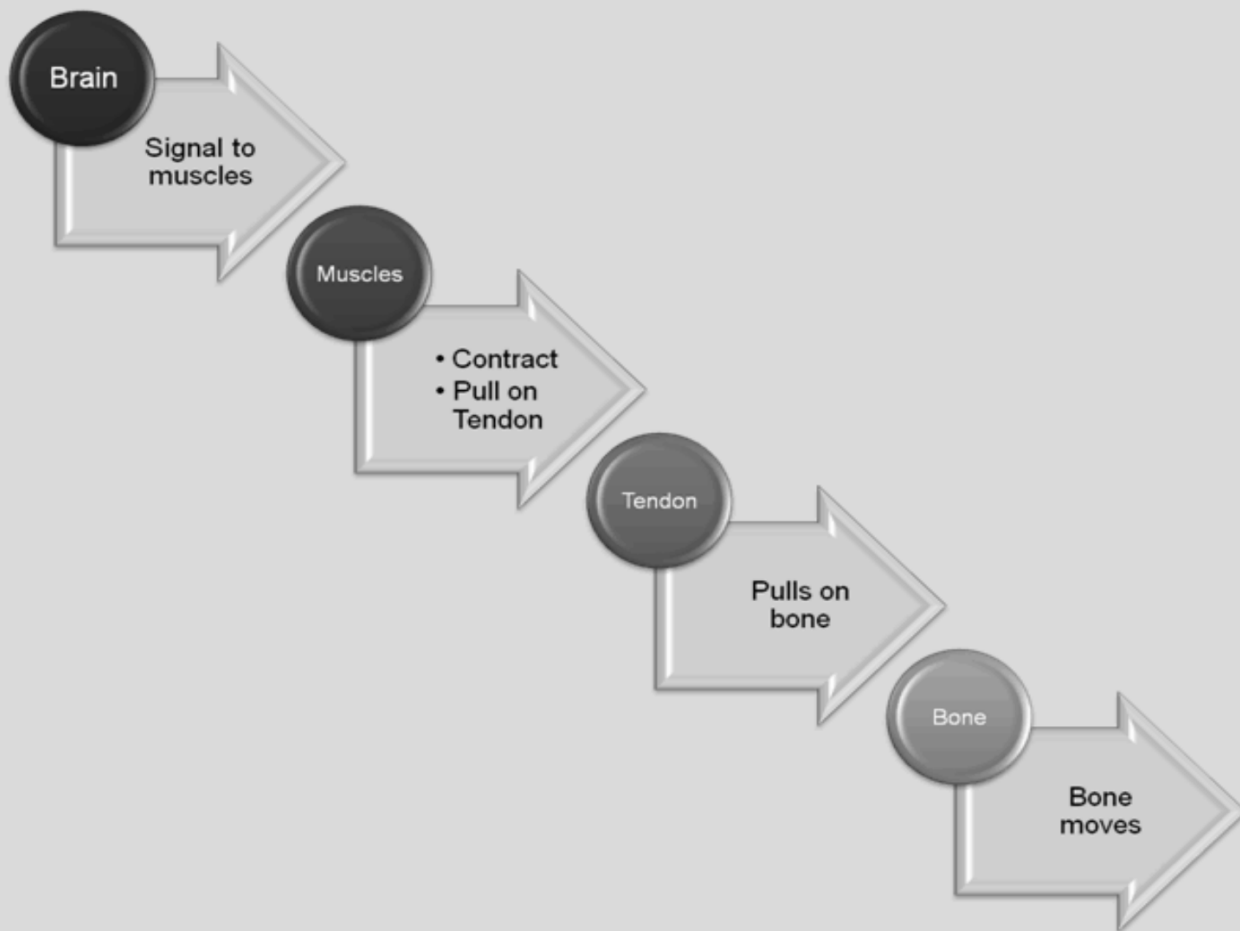 Brain
Signal to
muscles
Muscles
• Contract
• Pull on
Tendon
Tendon
Pulls on
bone
Bone
Bone
moves